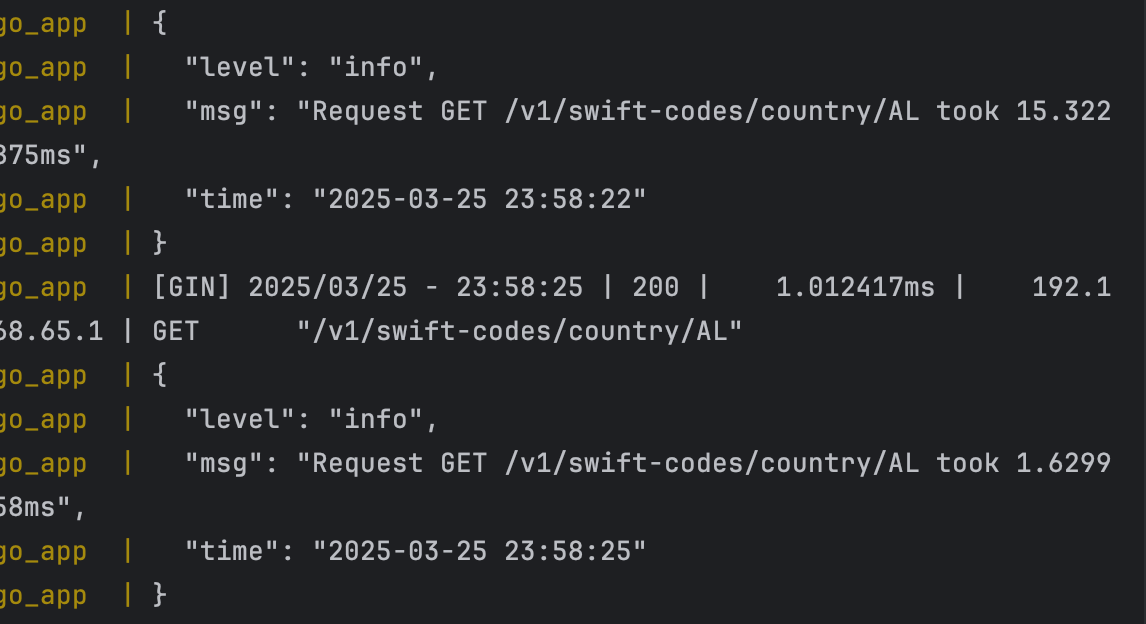 go_app  | {
go_app  |   "level": "info",
go_app  |   "msg": "Request GET /v1/swift-codes/country/AL took 15.322
875ms",
go_app  |   "time": "2025-03-25 23:58:22"
go_app  | }
go_app  | [GIN] 2025/03/25 - 23:58:25 | 200 |    1.012417ms |    192.1
68.65.1 | GET      "/v1/swift-codes/country/AL"
go_app  | {
go_app  |   "level": "info",
go_app  |   "msg": "Request GET /v1/swift-codes/country/AL took 1.6299
58ms",
go_app  |   "time": "2025-03-25 23:58:25"
go_app  | }